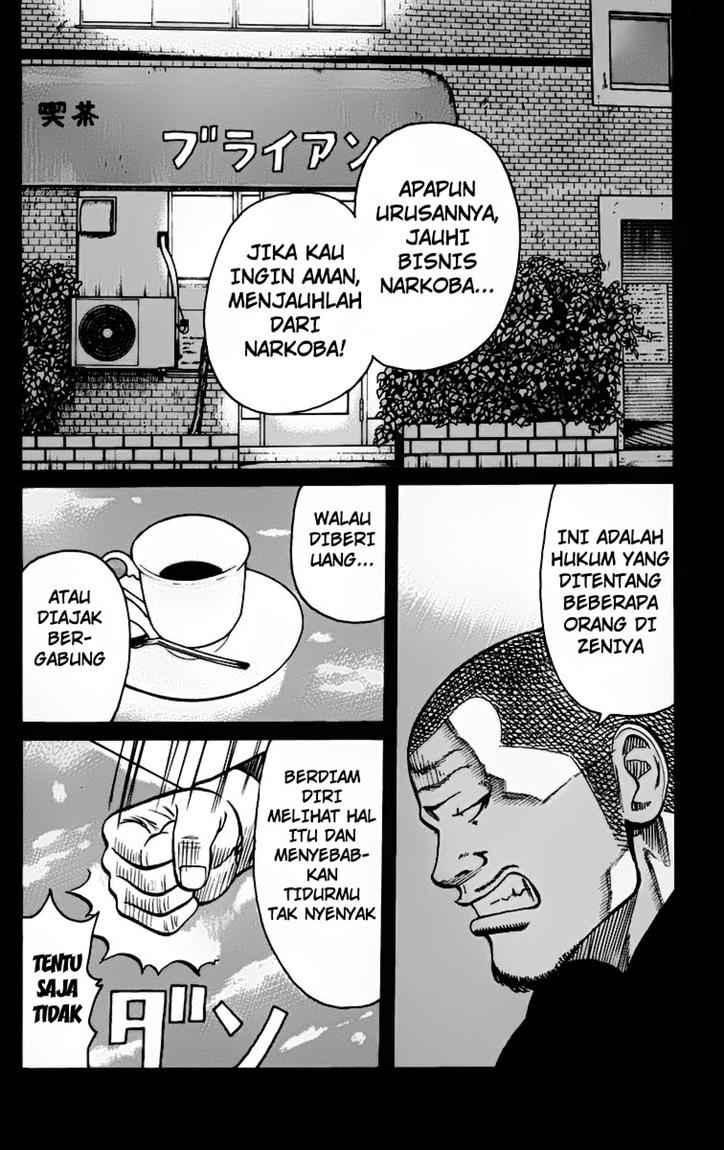 喫茶
ブライアン
APAPUN
URUSANNYA,
JAUHI
BISNIS
NARKOBA...
JIKA KAU
INGIN AMAN,
MENJAUHLAH
DARI
NARKOBA!
INI ADALAH
HUKUM YANG
DITENTANG
BEBERAPA
ORANG DI
ZENIYA
WALAU
DIBERI
UANG...
ATAU
DIAJAK
BER-
GABUNG
BERDIAM
DIRI
MELIHAT HAL
ITU DAN
MENYEBAB-
KAN
TIDURMU
TAK NYENYAK
TENTU
SAJA
TIDAK
ダン